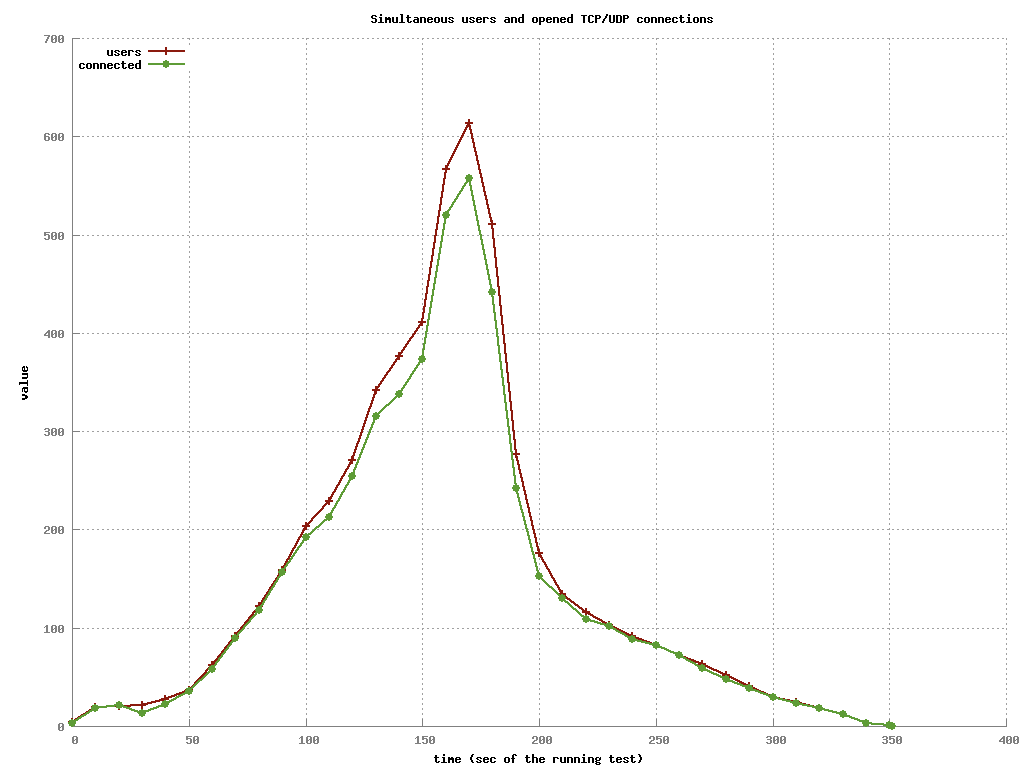 Simultaneous users and opened TCP/UDP connections
700
users
connected
600
500
400
value
300
200
100
0
0 50 100 150 200 250 300 350 400
time (sec of the running test)